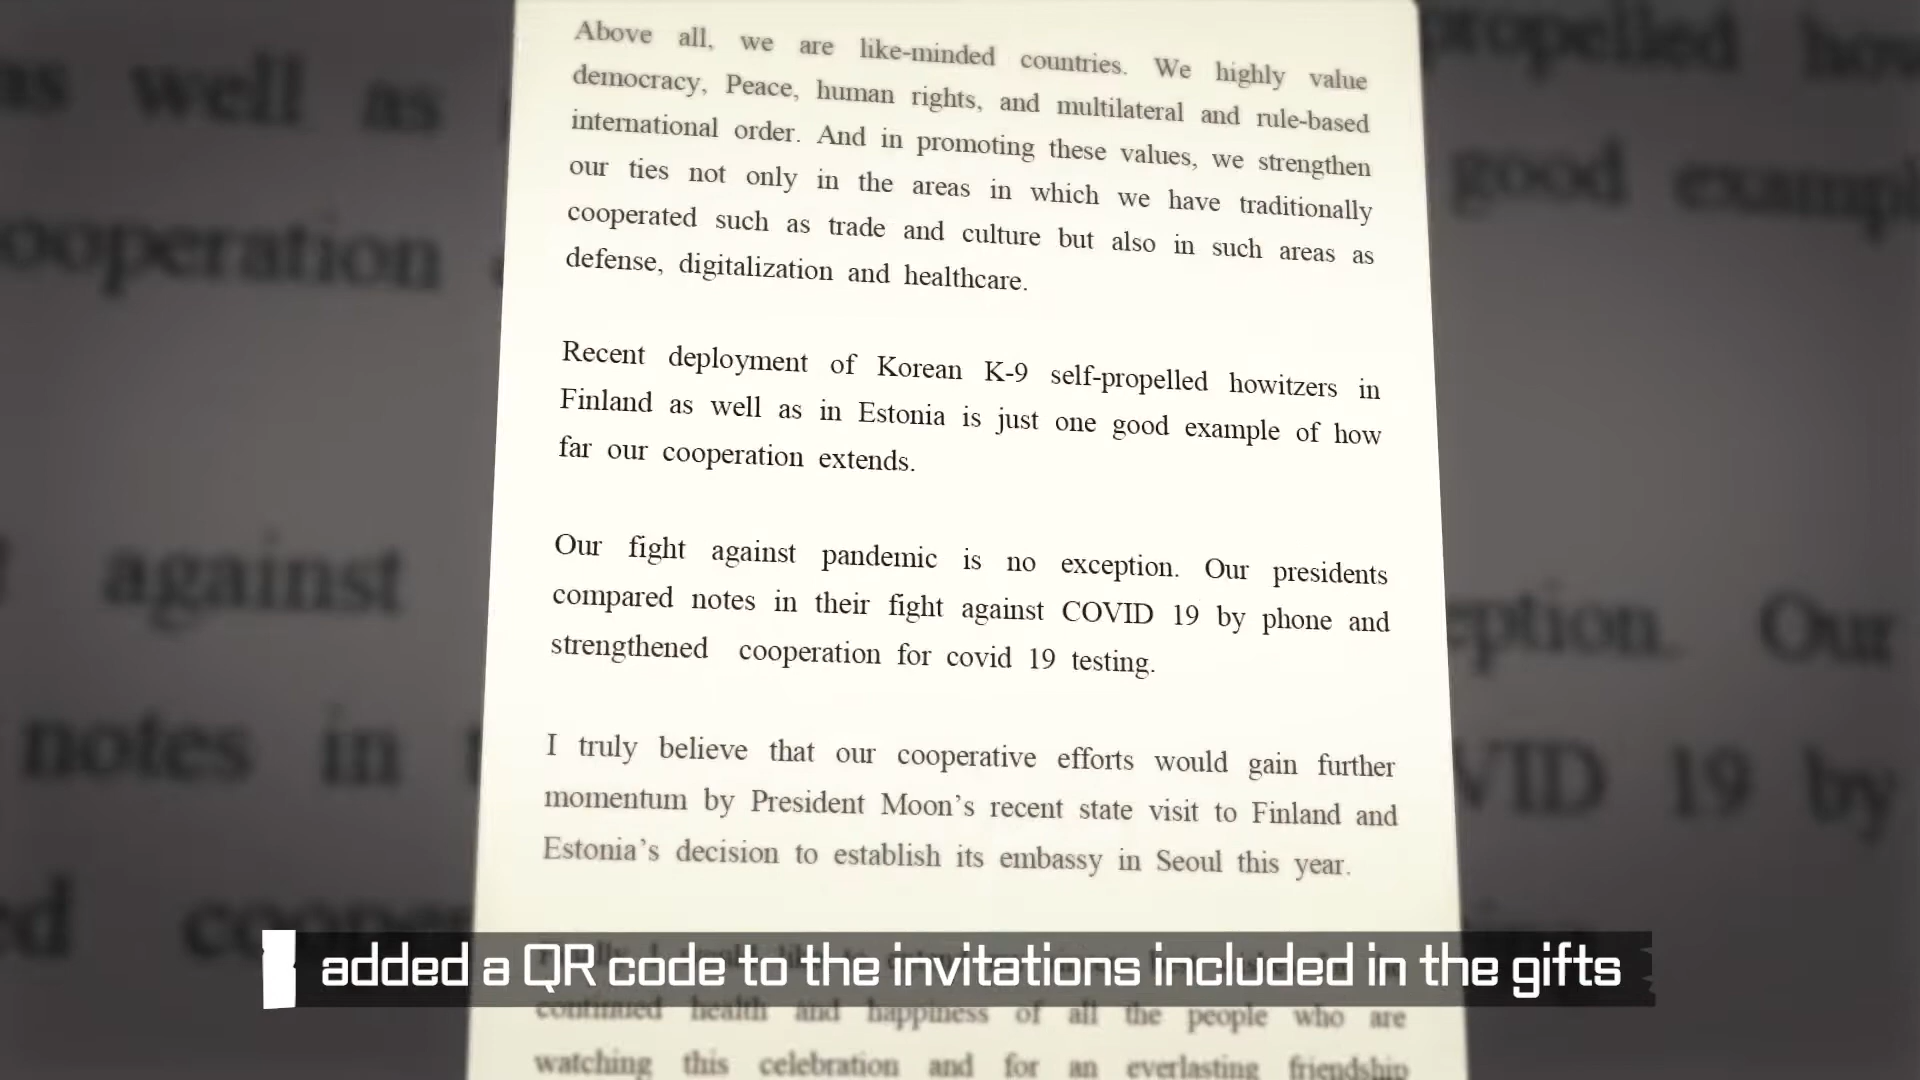 Above all, we are like-minded countries. We highly value
democracy, Peace, human rights, and multilateral and rule-based
international order. And in promoting these values, we strengthen
our ties not only in the areas in which we have traditionally
cooperated such as trade and culture but also in such areas as
defense, digitalization and healthcare.
Recent deployment of Korean K-9 self-propelled howitzers in
Finland as well as in Estonia is just one good example of how
far our cooperation extends.
Our fight against pandemic is no exception. Our presidents
compared notes in their fight against COVID 19 by phone and
strengthened cooperation for covid 19 testing.
I truly believe that our cooperative efforts would gain further
momentum by President Moon's recent state visit to Finland and
Estonia's decision to establish its embassy in Seoul this year.
added a QR code to the invitations included in the gifts
continued health and happiness of all the people who are
watching this celebration and for an everlasting friendship